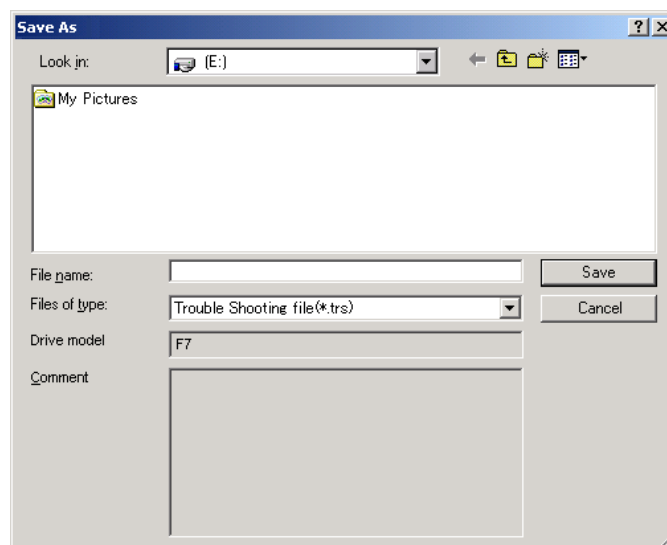 Save As
Look in:
(E:)
My Pictures
File name:
Save
Files of type:
Trouble Shooting file(*.trs)
Cancel
Drive model
F7
Comment